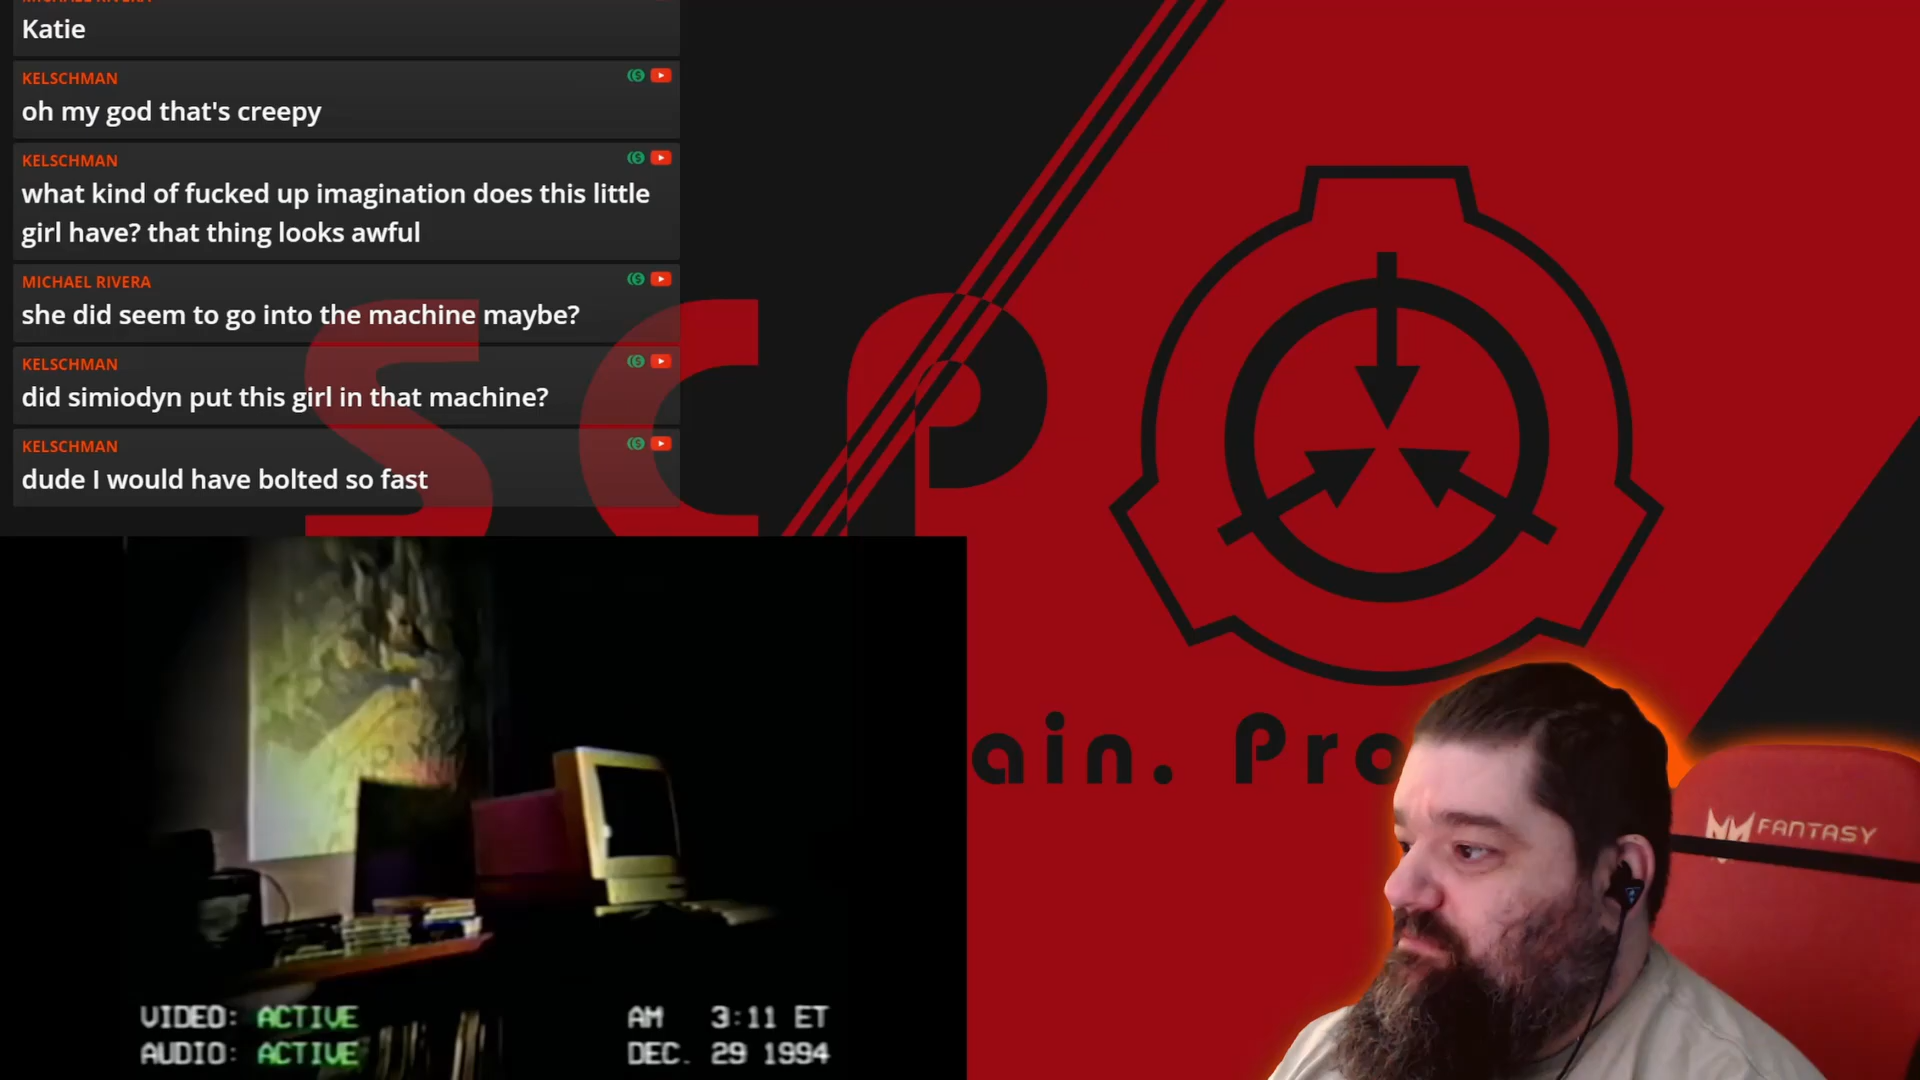 Katie
KELSCHMAN
oh my god that's creepy
KELSCHMAN
what kind of fucked up imagination does this little
girl have? that thing looks awful
MICHAEL RIVERA
she did seem to go into the machine maybe?
KELSCHMAN
did simiodyn put this girl in that machine?
KELSCHMAN
dude I would have bolted so fast
SCP
ain. Pro
FANTASY
VIDEO: ACTIVE AM 3:11 ET
AUDIO: ACTIVE DEC. 29 1994